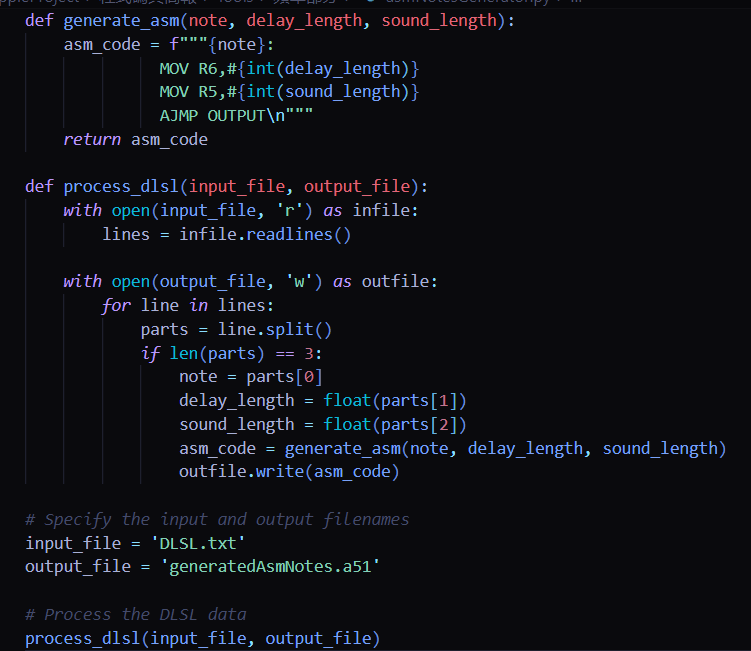 def generate_asm(note, delay_length, sound_length):
    asm_code = f"""{note}:
              MOV R6,#{int(delay_length)}
              MOV R5,#{int(sound_length)}
              AJMP OUTPUT\n"""
    return asm_code

def process_dlsl(input_file, output_file):
    with open(input_file, 'r') as infile:
        lines = infile.readlines()

    with open(output_file, 'w') as outfile:
        for line in lines:
            parts = line.split()
            if len(parts) == 3:
                note = parts[0]
                delay_length = float(parts[1])
                sound_length = float(parts[2])
                asm_code = generate_asm(note, delay_length, sound_length)
                outfile.write(asm_code)

# Specify the input and output filenames
input_file = 'DLSL.txt'
output_file = 'generatedAsmNotes.a51'

# Process the DLSL data
process_dlsl(input_file, output_file)